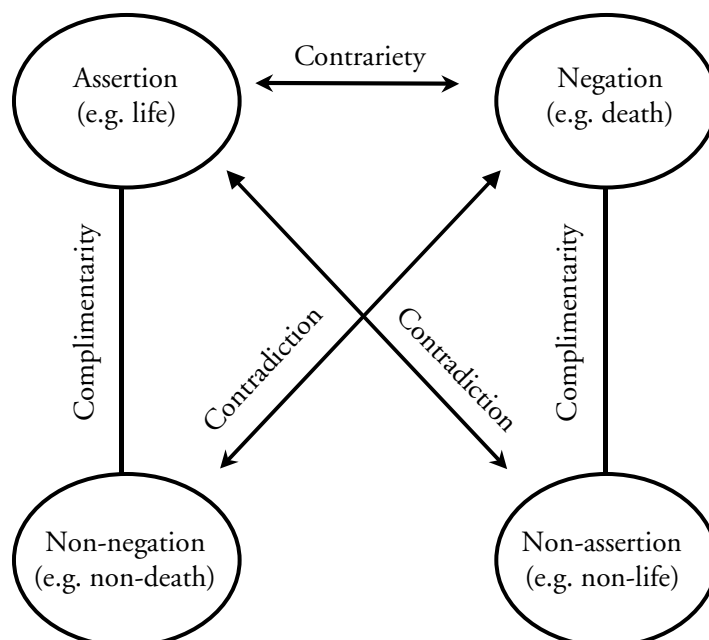 Contrariety
Assertion
(e.g. life)
Negation
(e.g. death)
Complimentarity
Contradiction
Contradiction
Complimentarity
Non-negation
(e.g. non-death)
Non-assertion
(e.g. non-life)